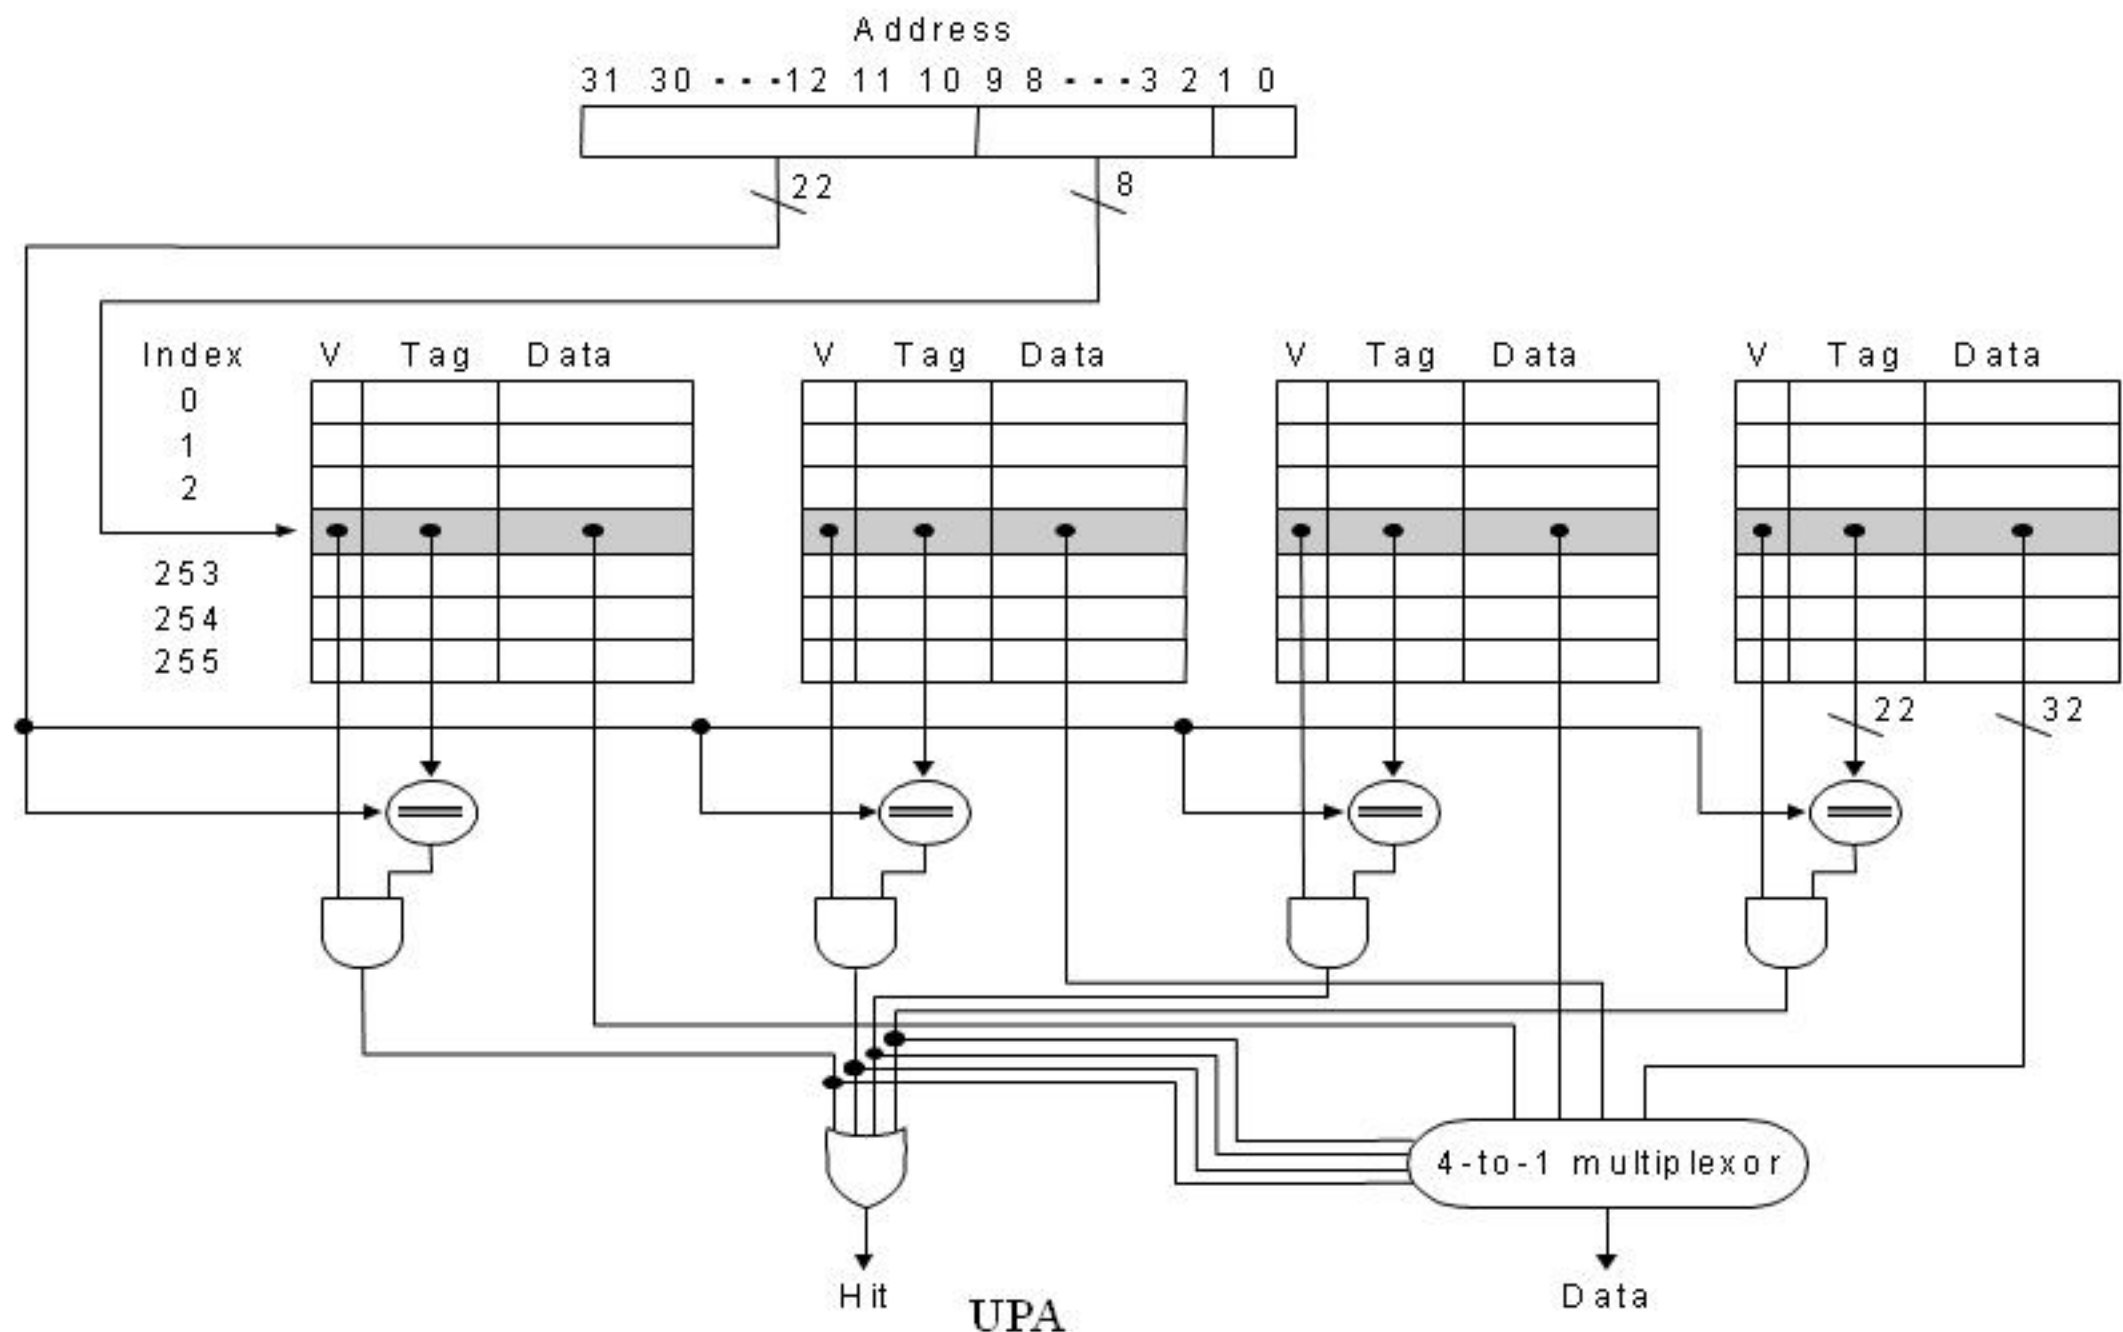 Address
31 30 - - -12 11 10 9 8 - - -3 2 1 0
22 8
Index V Tag Data V Tag Data V Tag Data V Tag Data
0
1
2
253
254
255
22 32
4-to-1 multiplexor
Hit Data
UPA